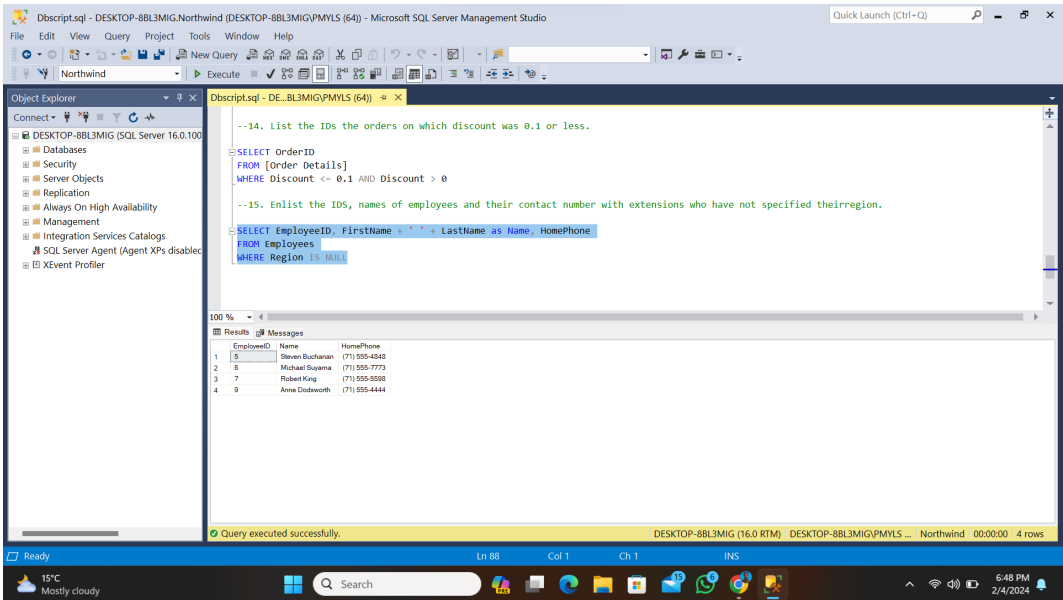 Dbscript.sql - DESKTOP-8BL3MIG.Northwind (DESKTOP-8BL3MIG\PMYLS (64)) - Microsoft SQL Server Management Studio
Quick Launch (Ctrl+Q)
File Edit View Query Project Tools Window Help
New Query
Northwind Execute
Object Explorer
Dbscript.sql - DE...BL3MIG\PMYLS (64))
Connect
DESKTOP-8BL3MIG (SQL Server 16.0.100
Databases
Security
Server Objects
Replication
Always On High Availability
Management
Integration Services Catalogs
SQL Server Agent (Agent XPs disablec
XEvent Profiler
--14. List the IDs the orders on which discount was 0.1 or less.
SELECT OrderID
FROM [Order Details]
WHERE Discount <= 0.1 AND Discount > 0
--15. Enlist the IDS, names of employees and their contact number with extensions who have not specified theirregion.
SELECT EmployeeID, FirstName + ' ' + LastName as Name, HomePhone
FROM Employees
WHERE Region IS NULL
100 %
Results Messages
EmployeeID Name HomePhone
1 5 Steven Buchanan (71) 555-4848
2 6 Michael Suyama (71) 555-7773
3 7 Robert King (71) 555-5598
4 9 Anne Dodsworth (71) 555-4444
Query executed successfully.
DESKTOP-8BL3MIG (16.0 RTM) DESKTOP-8BL3MIG\PMYLS ... Northwind 00:00:00 4 rows
Ready Ln 88 Col 1 Ch 1 INS
15°C
Mostly cloudy
Search
PRE
15
6
6:48 PM
2/4/2024